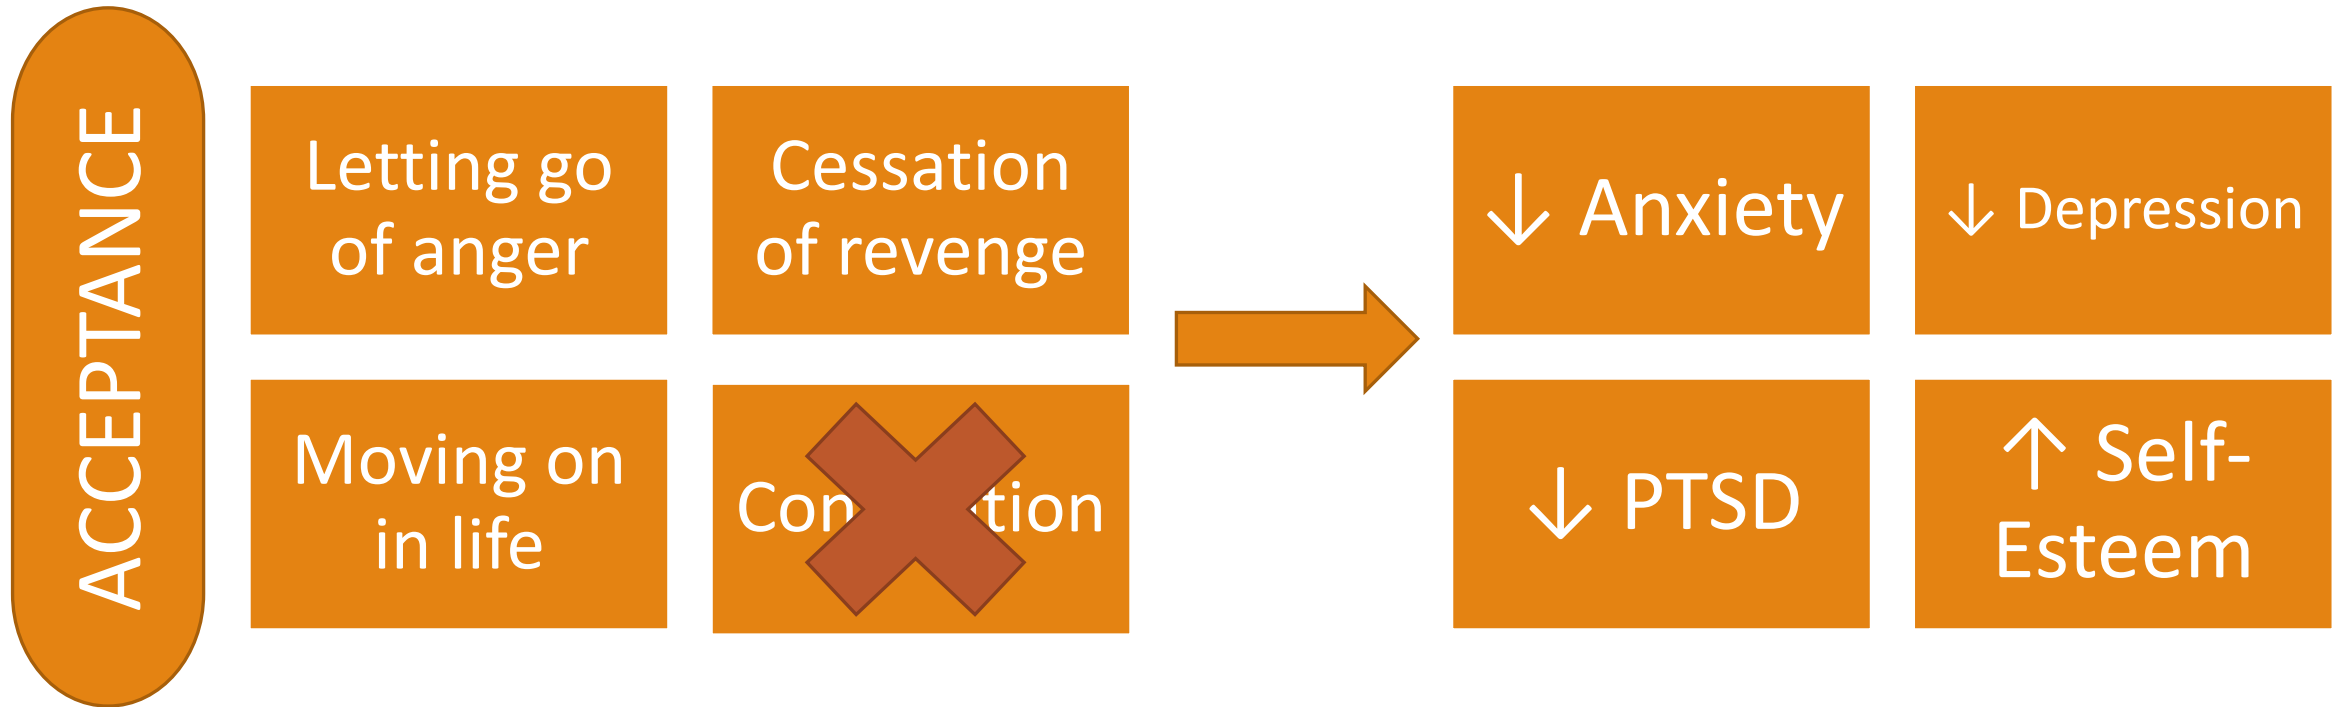 ACCEPTANCE
Letting go
of anger
Cessation
of revenge
Moving on
in life
↓ Anxiety
↓ Depression
↓ PTSD
↑ Self-
Esteem